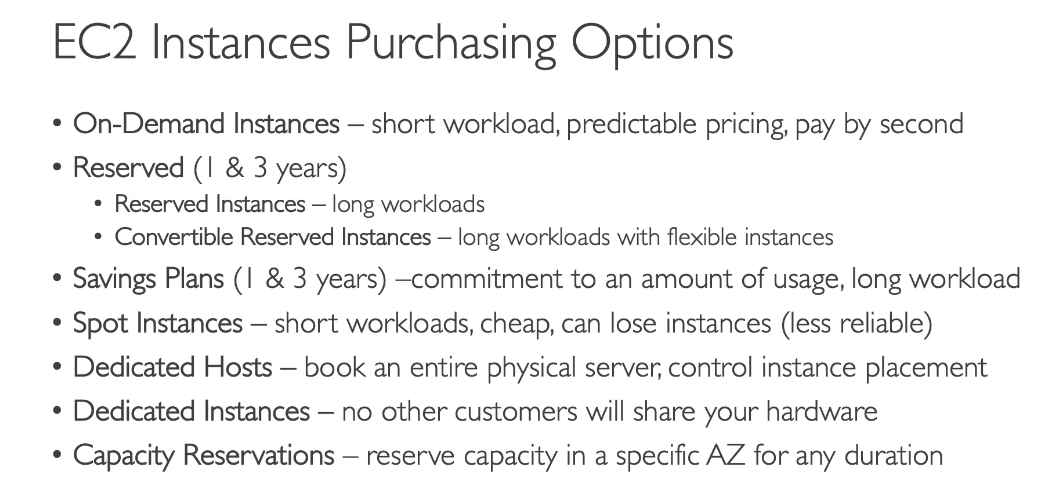 EC2 Instances Purchasing Options
• On-Demand Instances – short workload, predictable pricing, pay by second
• Reserved (1 & 3 years)
• Reserved Instances – long workloads
• Convertible Reserved Instances – long workloads with flexible instances
• Savings Plans (1 & 3 years) –commitment to an amount of usage, long workload
• Spot Instances – short workloads, cheap, can lose instances (less reliable)
• Dedicated Hosts – book an entire physical server, control instance placement
• Dedicated Instances – no other customers will share your hardware
• Capacity Reservations – reserve capacity in a specific AZ for any duration